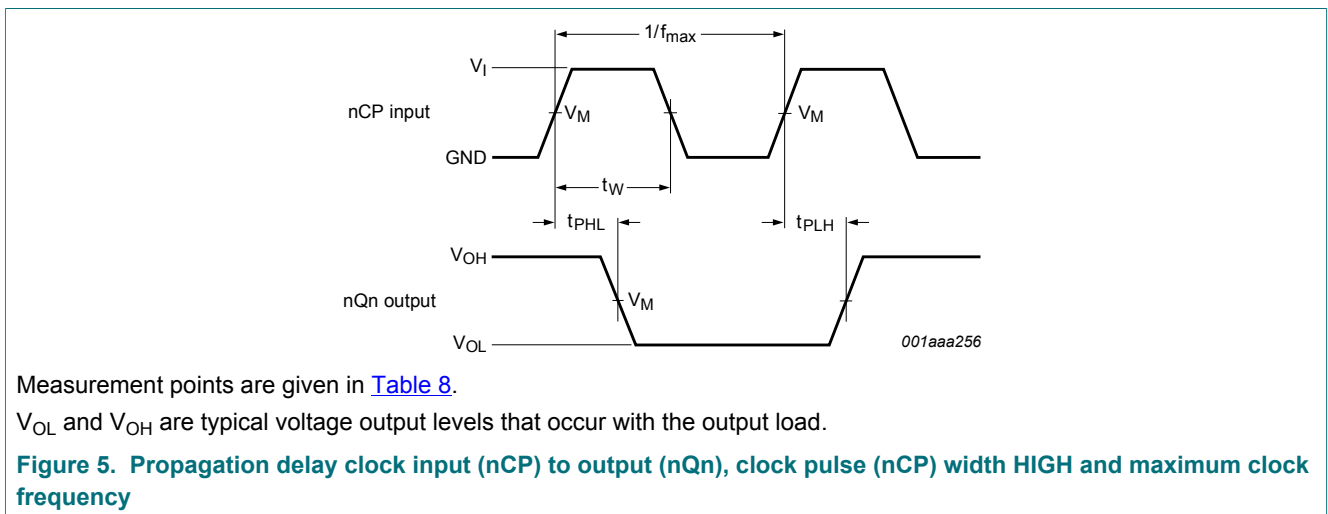 1/fmax
VI
nCP input
VM
VM
GND
tW
tPHL
tPLH
VOH
nQn output
VM
VOL
001aaa256
Measurement points are given in Table 8.
VOL and VOH are typical voltage output levels that occur with the output load.
Figure 5. Propagation delay clock input (nCP) to output (nQn), clock pulse (nCP) width HIGH and maximum clock
frequency